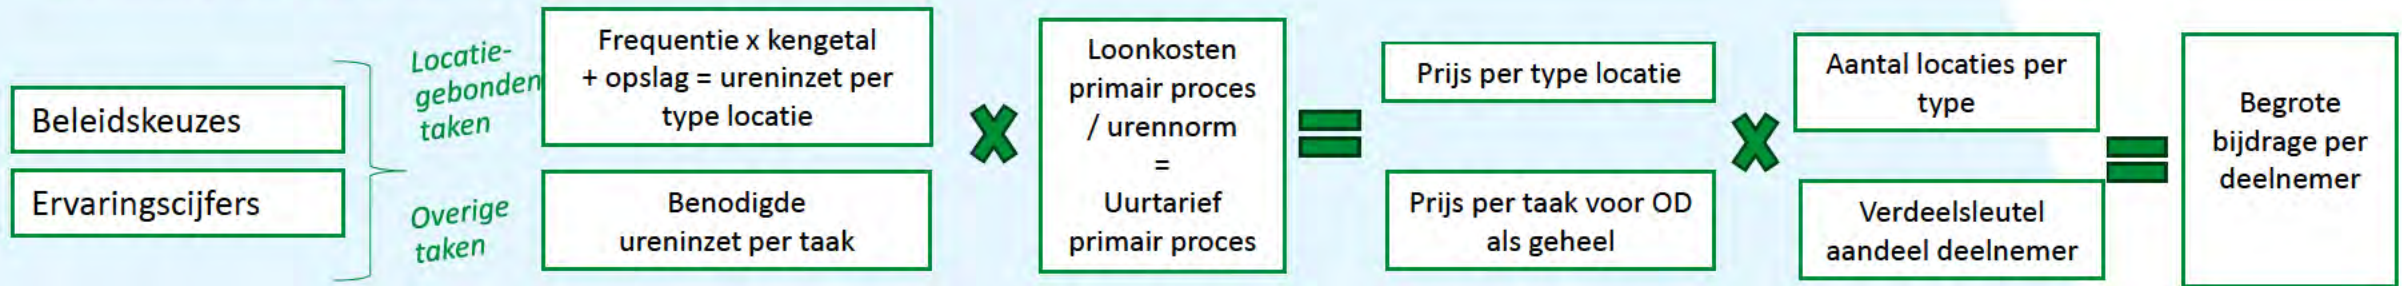 Beleidskeuzes
Ervaringscijfers
Locatie-
gebonden
taken
Overige
taken
Frequentie x kengetal
+ opslag = ureninzet per
type locatie
Benodigde
ureninzet per taak
Loonkosten
primair proces
/ urennorm
=
Uurtarief
primair proces
Prijs per type locatie
Prijs per taak voor OD
als geheel
Aantal locaties per
type
Verdeelsleutel
aandeel deelnemer
Begrote
bijdrage per
deelnemer